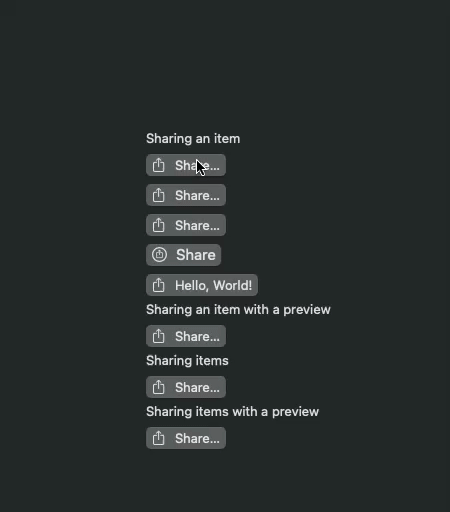 Sharing an item
Share...
Share...
Share...
Share
Hello, World!
Sharing an item with a preview
Share...
Sharing items
Share...
Sharing items with a preview
Share...